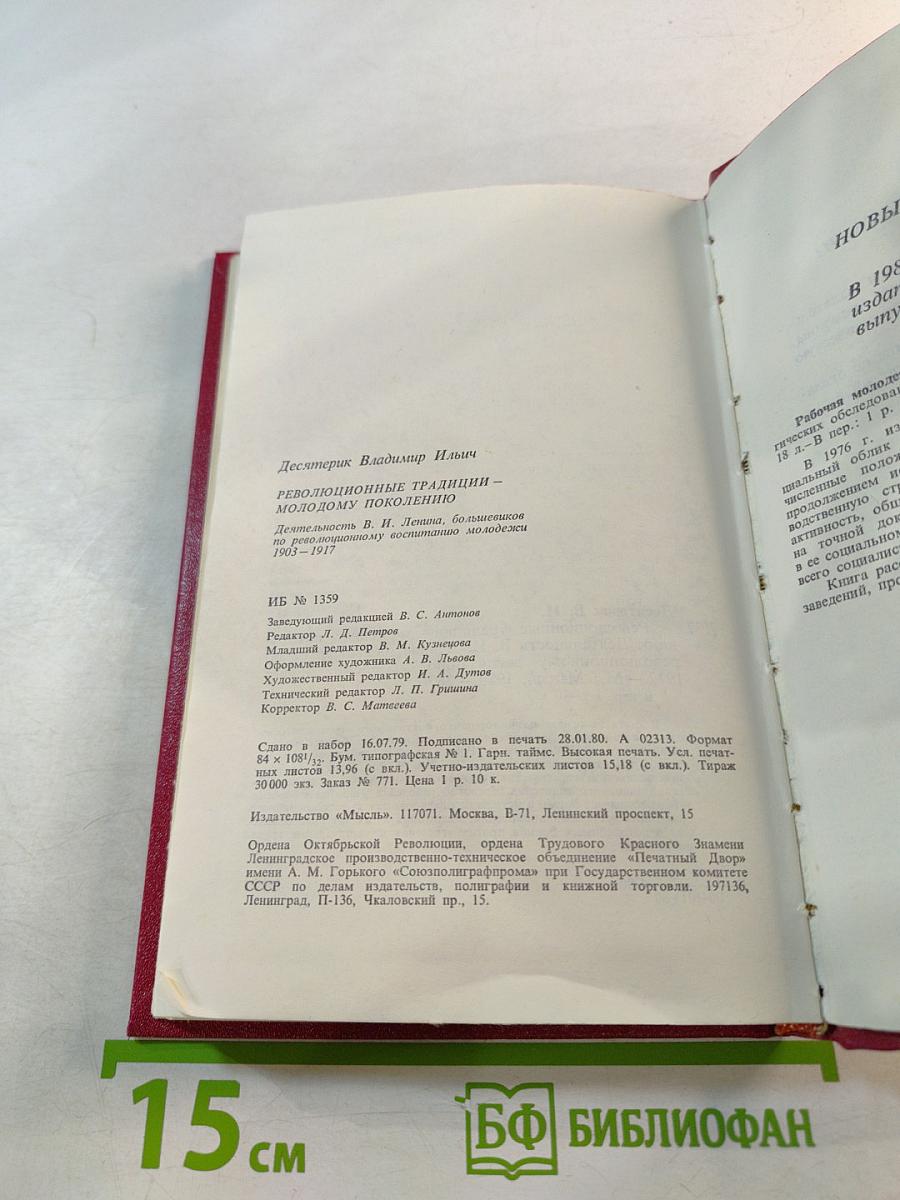 Десятерик Владимир Ильич
РЕВОЛЮЦИОННЫЕ ТРАДИЦИИ —
МОЛОДОМУ ПОКОЛЕНИЮ
Деятельность В. И. Ленина, большевиков
по революционному воспитанию молодежи
1903—1917
ИБ № 1359
Заведующий редакцией В. С. Антонов
Редактор Л. Д. Петров
Младший редактор В. М. Кузнецова
Оформление художника А. В. Львова
Художественный редактор И. А. Дутов
Технический редактор Л. П. Гришина
Корректор В. С. Матвеева
Сдано в набор 16.07.79. Подписано в печать 28.01.80. А 02313. Формат
84 × 108¹/₃₂. Бум. типографская № 1. Гарн. таймс. Высокая печать. Усл. печат-
ных листов 13,96 (с вкл.). Учетно-издательских листов 15,18 (с вкл.). Тираж
30 000 экз. Заказ № 771. Цена 1 р. 10 к.
Издательство «Мысль». 117071. Москва, В-71, Ленинский проспект, 15
Ордена Октябрьской Революции, ордена Трудового Красного Знамени
Ленинградское производственно-техническое объединение «Печатный Двор»
имени А. М. Горького «Союзполиграфпрома» при Государственном комитете
СССР по делам издательств, полиграфии и книжной торговли. 197136,
Ленинград, П-136, Чкаловский пр., 15.
НОВЫ
В 198
издат
выпу
Рабочая молоде
гических обследова
18 л.–В пер.: 1 р.
В 1976 г. из
циальный облик
численные полож
продолжением ис
водственную стр
активность, общ
на точной док
в ее социальном
всего социалист
Книга расс
заведений, про
15 см
БФ БИБЛИОФАН